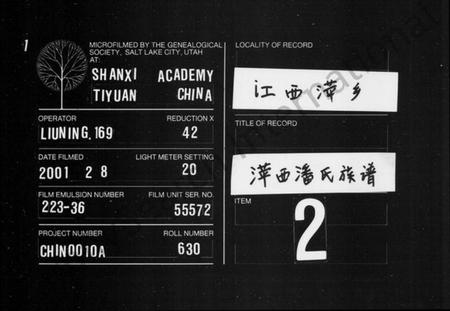 1
MICROFILMED BY THE GENEALOGICAL
SOCIETY, SALT LAKE CITY, UTAH
AT:
SHANXI ACADEMY
TIYUAN CHINA
OPERATOR REDUCTION X
LIUNING.169 42
DATE FILMED LIGHT METER SETTING
2001 2 8 20
FILM EMULSION NUMBER FILM UNIT SER. NO.
223-36 55572
PROJECT NUMBER ROLL NUMBER
CHIN0010A 630
LOCALITY OF RECORD
江西萍乡
TITLE OF RECORD
萍西潘氏族谱
ITEM
2
International